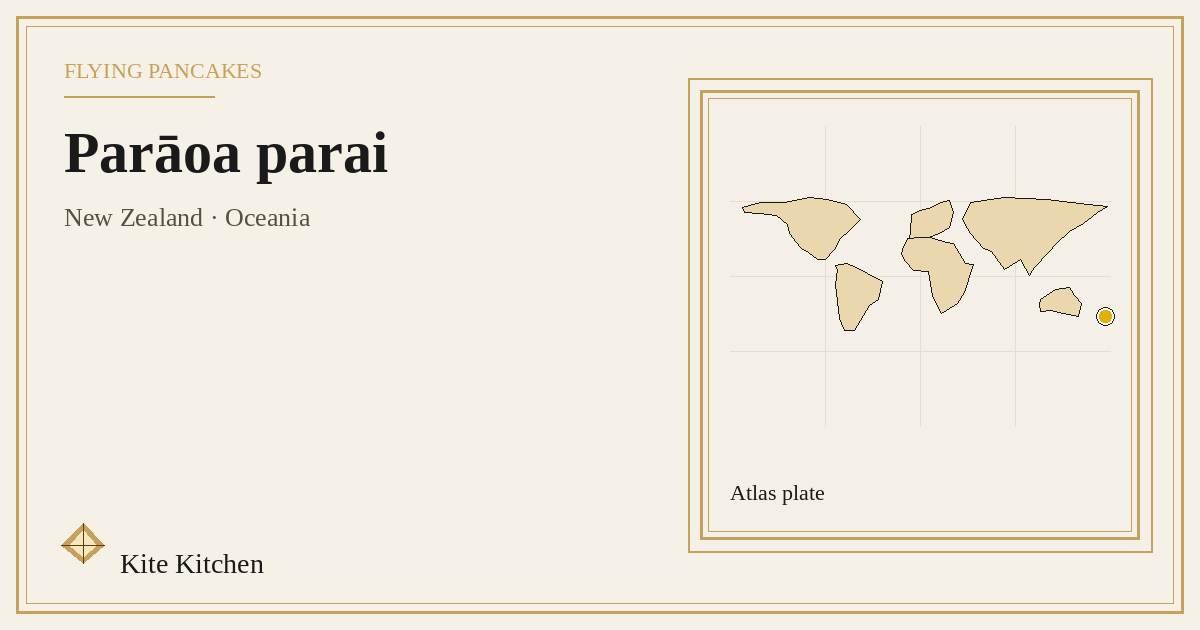 FLYING PANCAKES
Parāoa parai
New Zealand · Oceania
Atlas plate
Kite Kitchen